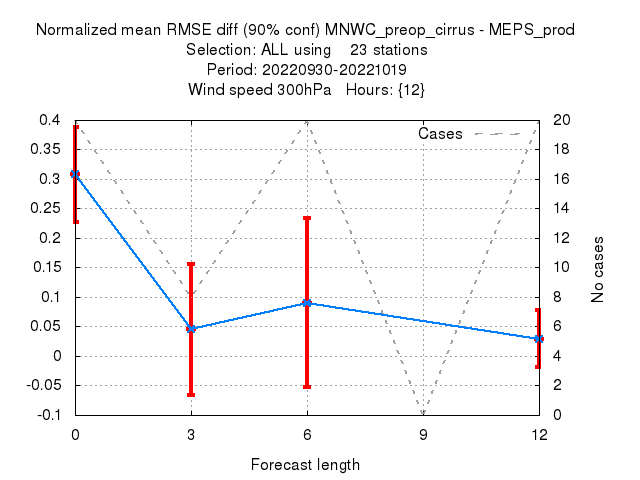 Normalized mean RMSE diff (90% conf) MNWC_preop_cirrus - MEPS_prod
Selection: ALL using    23 stations
Period: 20220930-20221019
Wind speed 300hPa   Hours: {12}
Cases
0.4
0.35
0.3
0.25
0.2
0.15
0.1
0.05
0
-0.05
-0.1
20
18
16
14
12
10
8
6
4
2
0
No cases
0 3 6 9 12
Forecast length